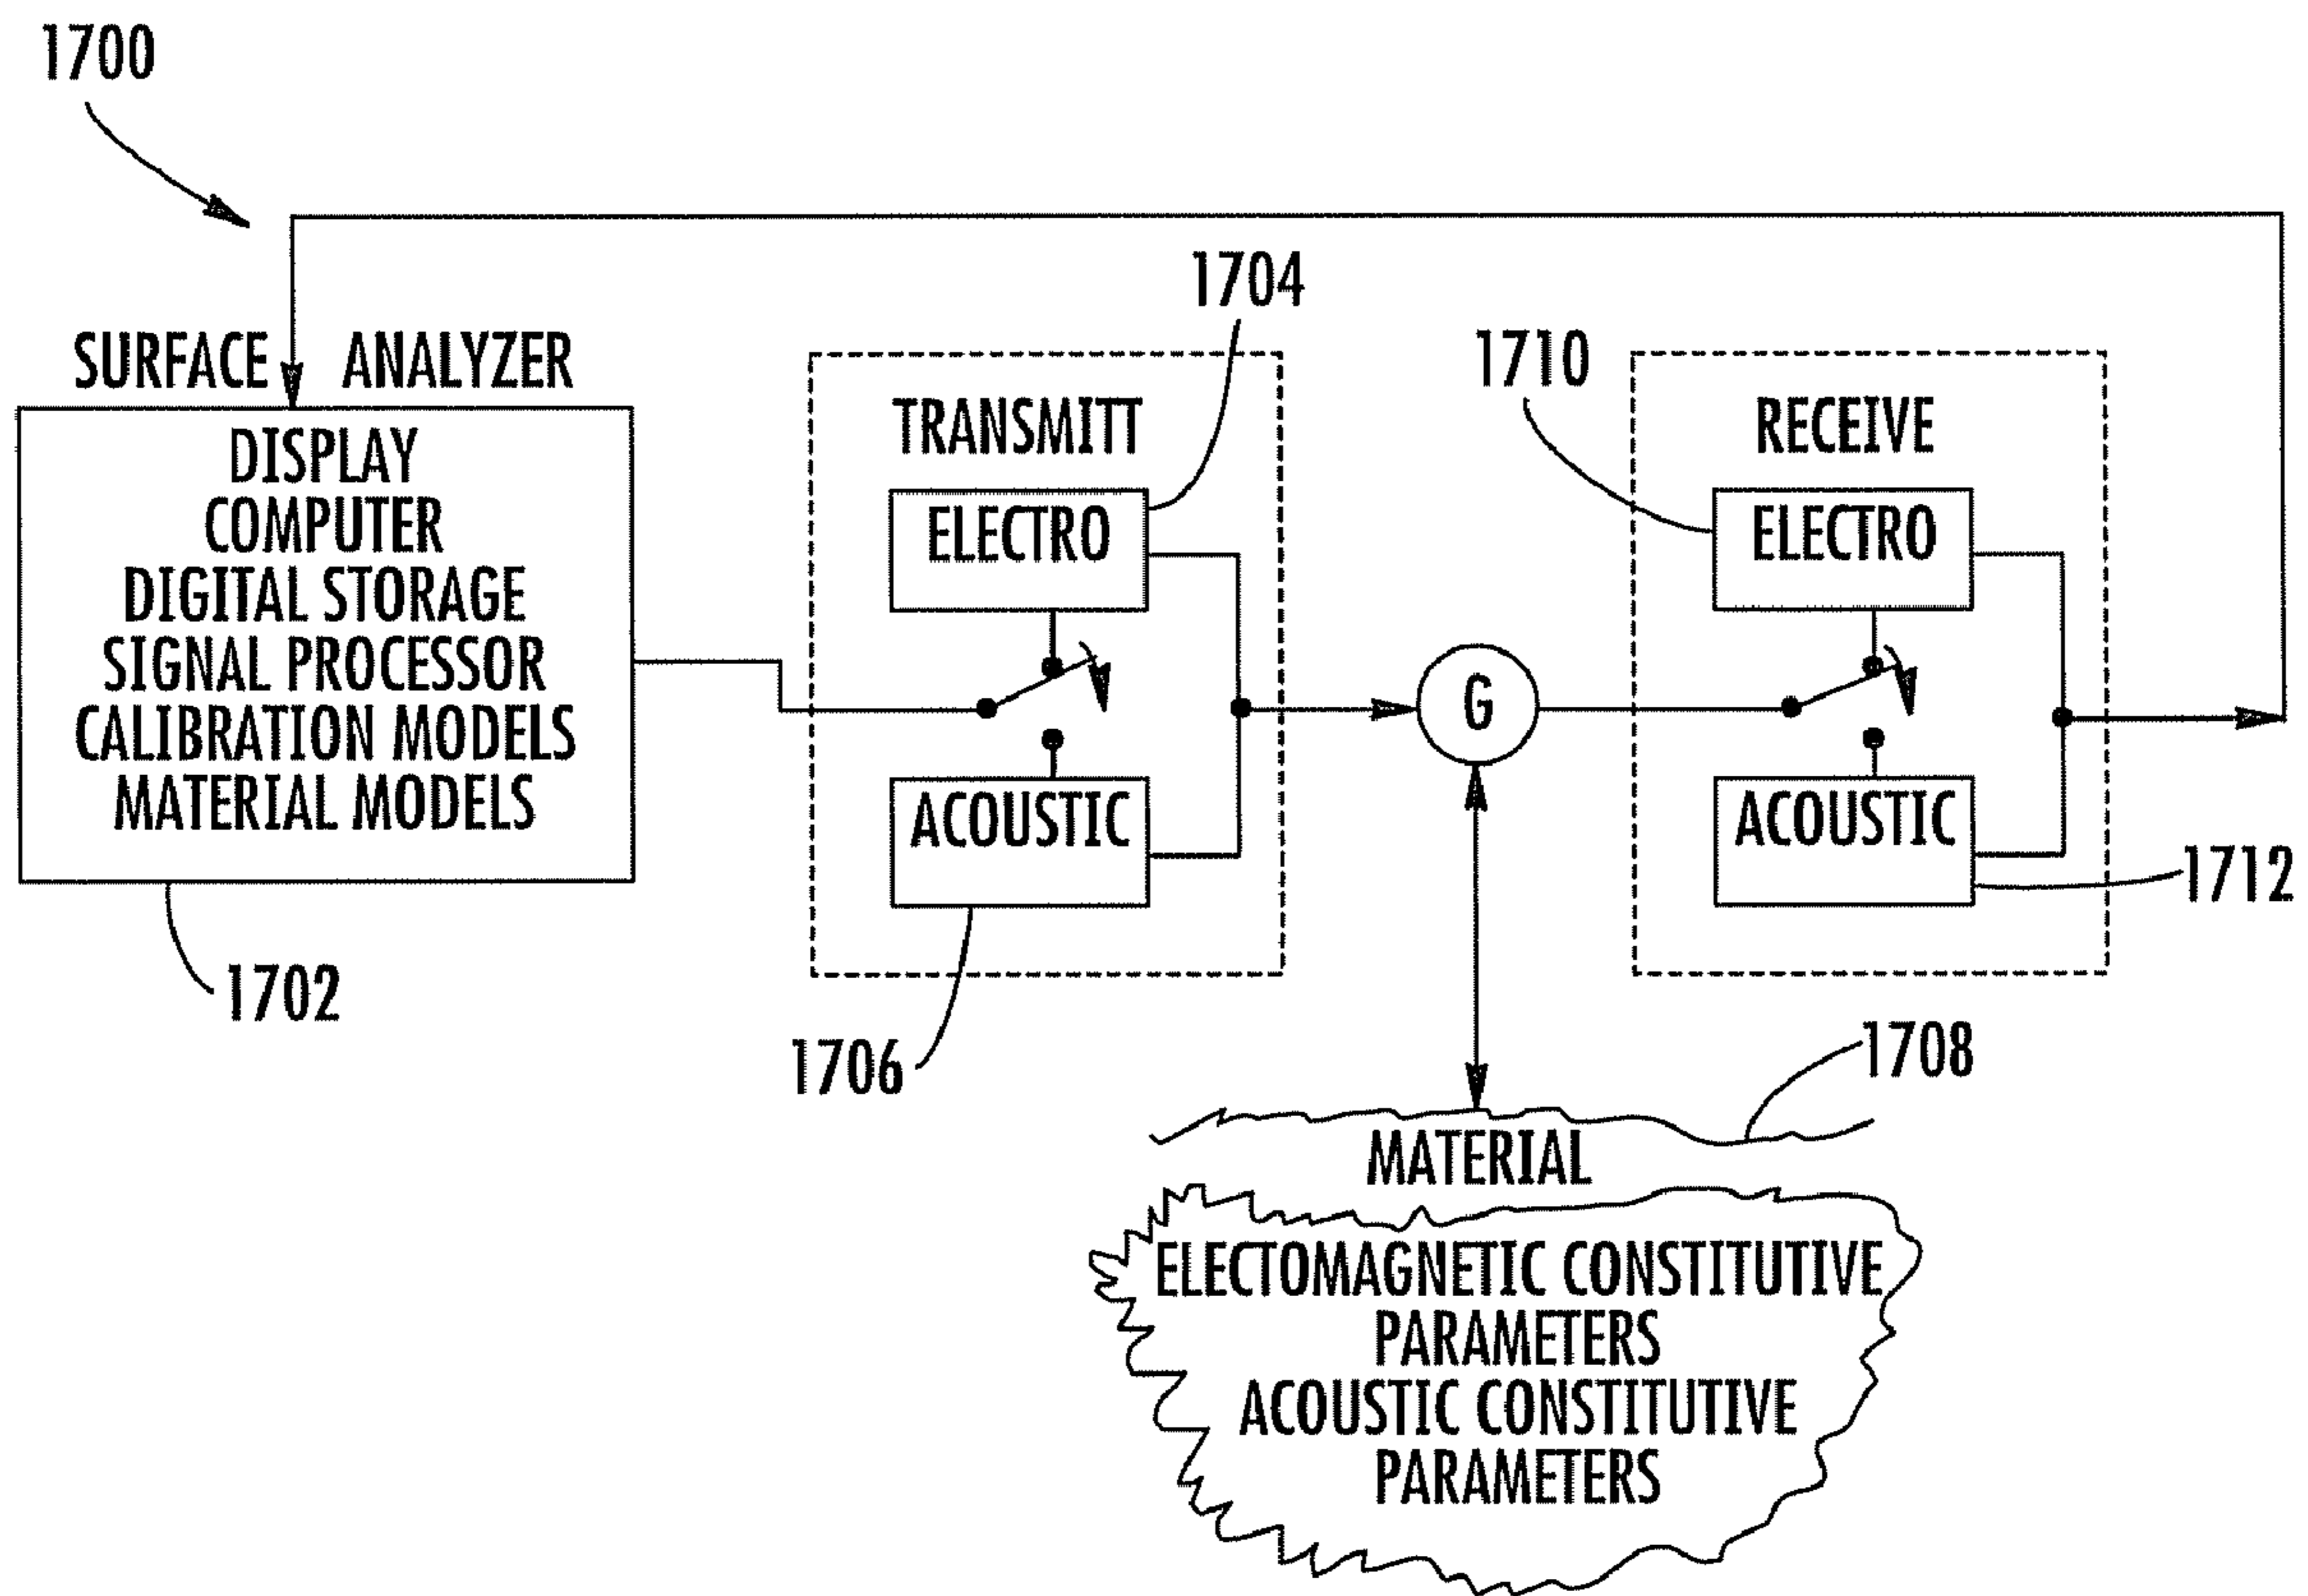 1700
1704
SURFACE ANALYZER
1710
DISPLAY
COMPUTER
DIGITAL STORAGE
SIGNAL PROCESSOR
CALIBRATION MODELS
MATERIAL MODELS
1702
TRANSMITT
ELECTRO
ACOUSTIC
1706
G
RECEIVE
ELECTRO
ACOUSTIC
1712
1708
MATERIAL
ELECTOMAGNETIC CONSTITUTIVE
PARAMETERS
ACOUSTIC CONSTITUTIVE
PARAMETERS